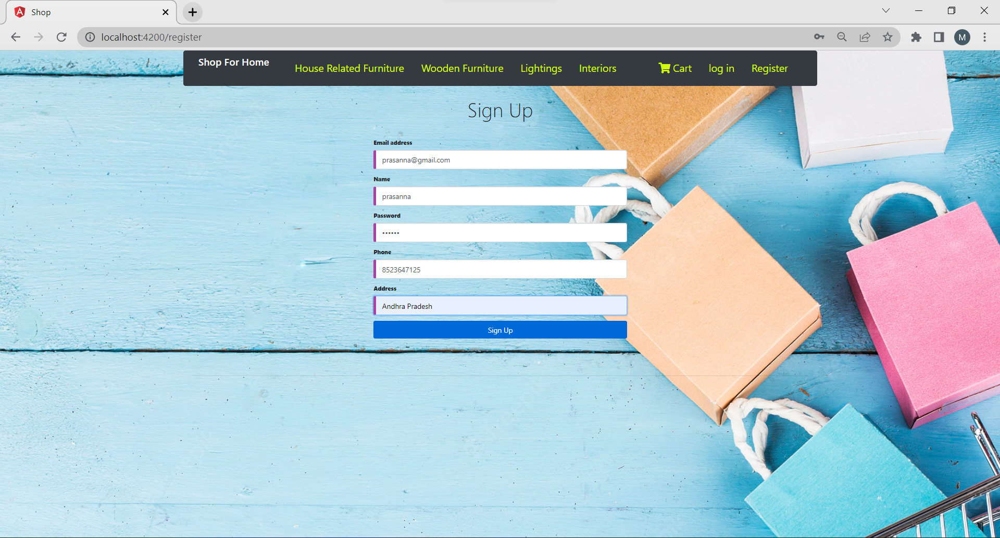 Shop
localhost:4200/register
M
Shop For Home
House Related Furniture Wooden Furniture Lightings Interiors Cart log in Register
Sign Up
Email address
prasanna@gmail.com
Name
prasanna
Password
••••••
Phone
8523647125
Address
Andhra Pradesh
Sign Up